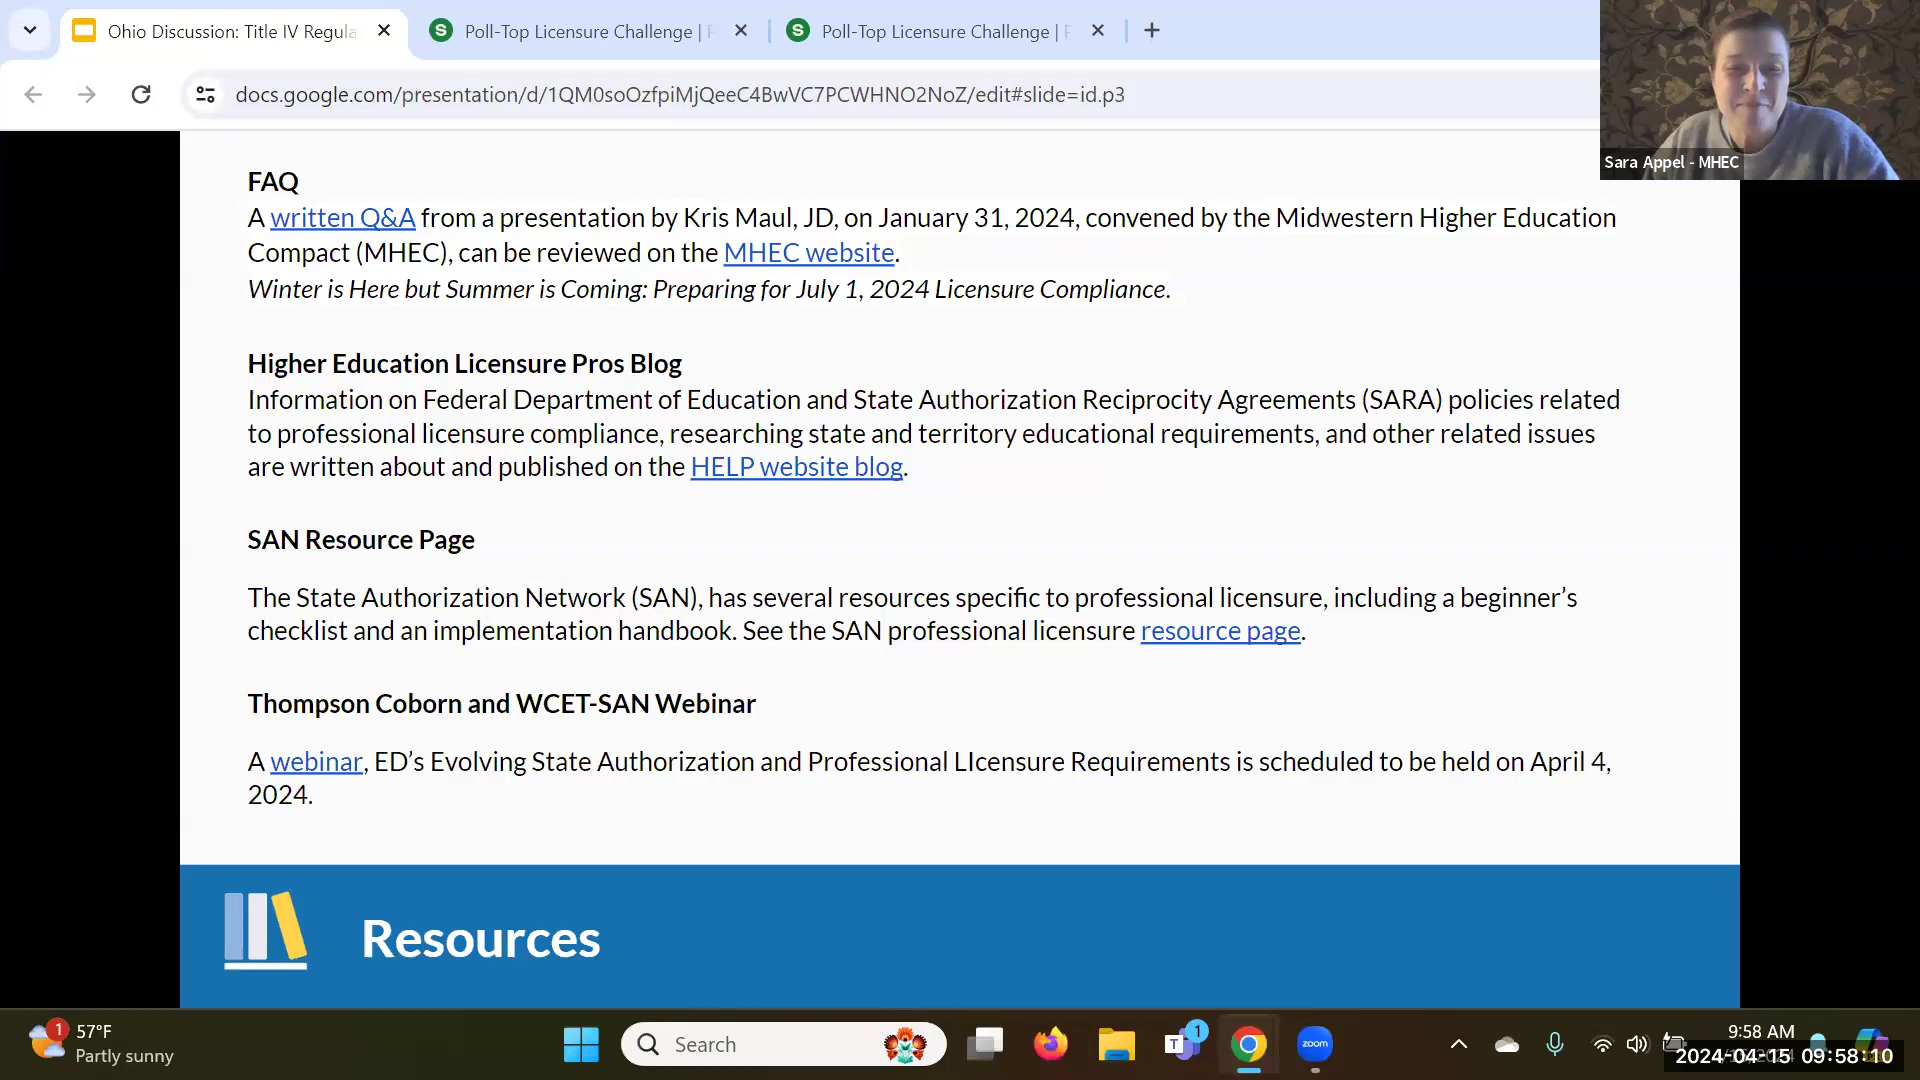 Ohio Discussion: Title IV Regula
Poll-Top Licensure Challenge |
Poll-Top Licensure Challenge |
docs.google.com/presentation/d/1QM0soOzfpiMjQeeC4BwVC7PCWHNO2NoZ/edit#slide=id.p3
Sara Appel - MHEC
FAQ
A written Q&A from a presentation by Kris Maul, JD, on January 31, 2024, convened by the Midwestern Higher Education
Compact (MHEC), can be reviewed on the MHEC website.
Winter is Here but Summer is Coming: Preparing for July 1, 2024 Licensure Compliance.
Higher Education Licensure Pros Blog
Information on Federal Department of Education and State Authorization Reciprocity Agreements (SARA) policies related
to professional licensure compliance, researching state and territory educational requirements, and other related issues
are written about and published on the HELP website blog.
SAN Resource Page
The State Authorization Network (SAN), has several resources specific to professional licensure, including a beginner’s
checklist and an implementation handbook. See the SAN professional licensure resource page.
Thompson Coborn and WCET-SAN Webinar
A webinar, ED’s Evolving State Authorization and Professional LIcensure Requirements is scheduled to be held on April 4,
2024.
Resources
1
57°F
Partly sunny
Search
T
1
zoom
9:58 AM
2024-04-15 09:58:10